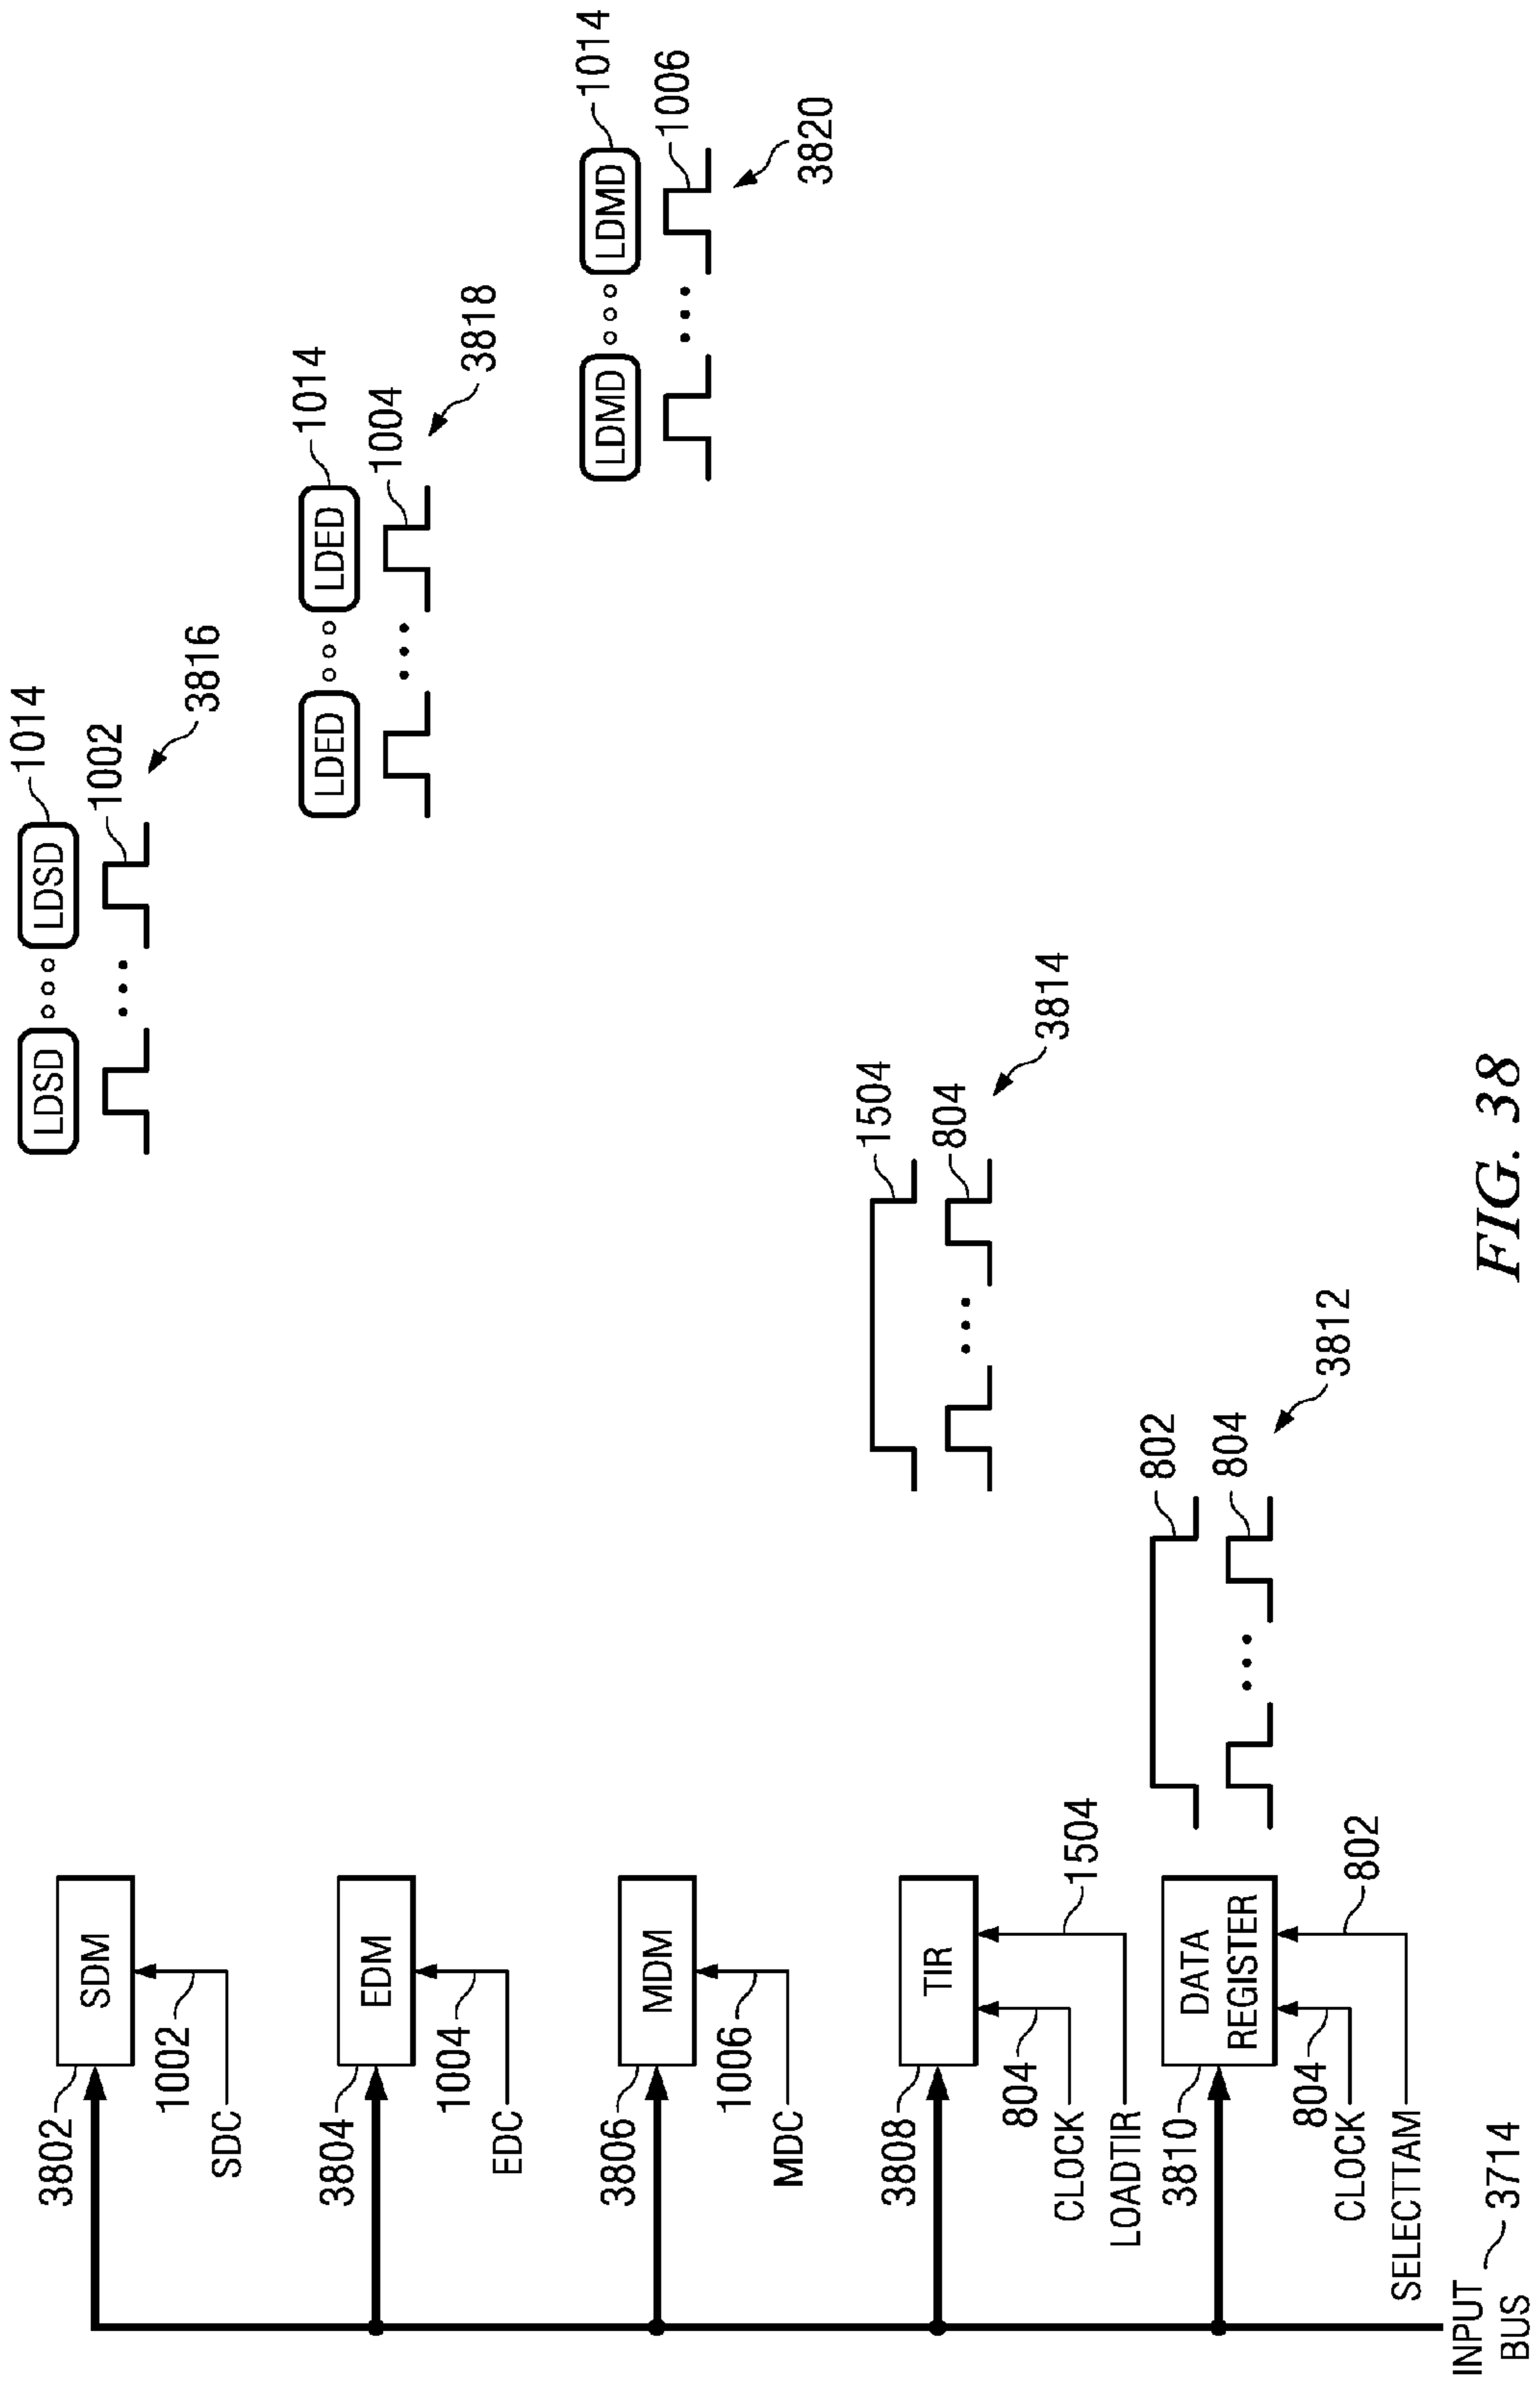 3802
SDM
1002
SDC
LDSD
LDSD
1014
1002
3816
3804
EDM
1004
EDC
LDED
LDED
1014
1004
3818
3806
MDM
1006
MDC
LDMD
LDMD
1014
1006
3820
3808
TIR
804
1504
CLOCK
LOADTIR
1504
804
3814
3810
DATA
REGISTER
804
802
CLOCK
SELECTTAM
802
804
3812
INPUT
BUS
3714
FIG. 38